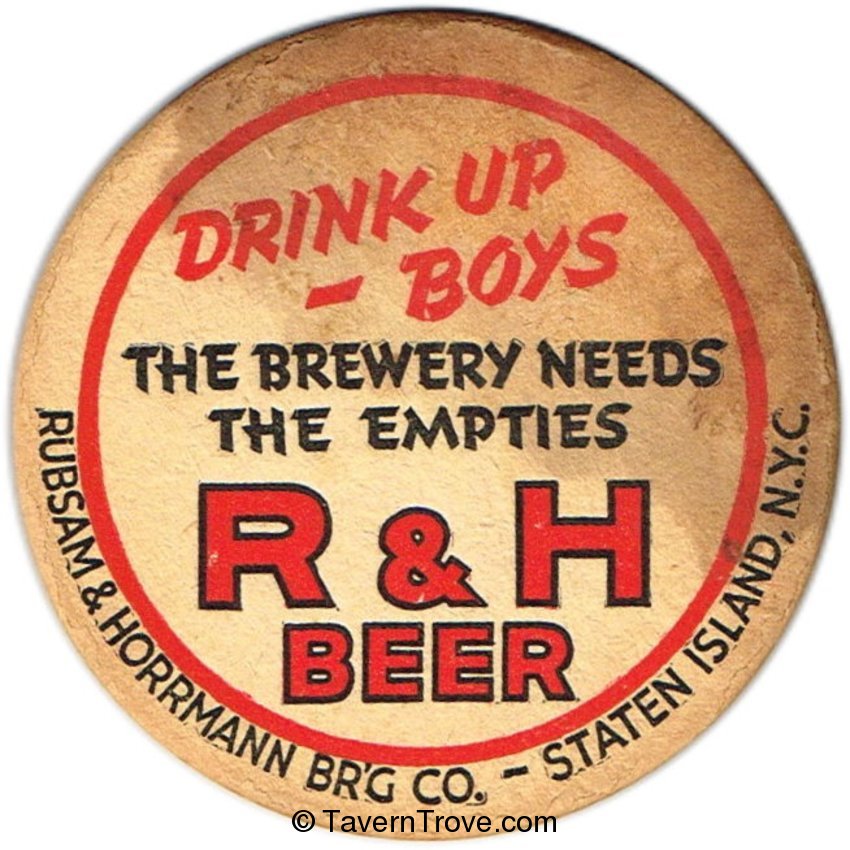 DRINK UP
- BOYS
THE BREWERY NEEDS
THE EMPTIES
R & H
BEER
RUBSAM & HORRMANN BR'G CO. - STATEN ISLAND, N.Y.C.
© TavernTrove.com